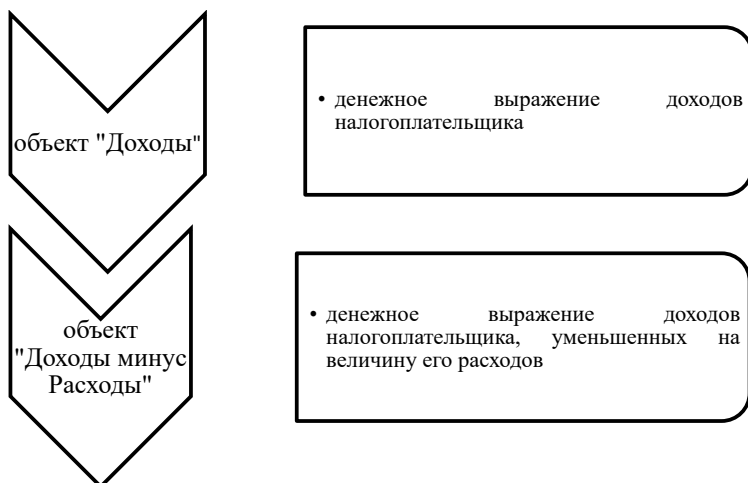 объект "Доходы"
• денежное выражение доходов
налогоплательщика
объект
"Доходы минус
Расходы"
• денежное выражение доходов
налогоплательщика, уменьшенных на
величину его расходов